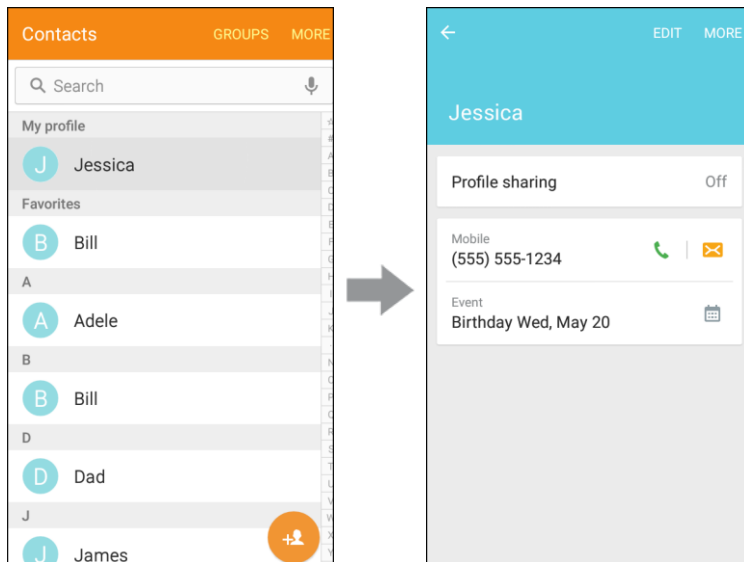 Contacts GROUPS MORE
Search
My profile
J Jessica
Favorites
B Bill
A
A Adele
B
B Bill
D
D Dad
J
J James
#
A
B
C
D
E
F
G
H
I
J
K
N
O
P
Q
R
S
T
U
V
W
X
Y
EDIT MORE
Jessica
Profile sharing Off
Mobile
(555) 555-1234
Event
Birthday Wed, May 20